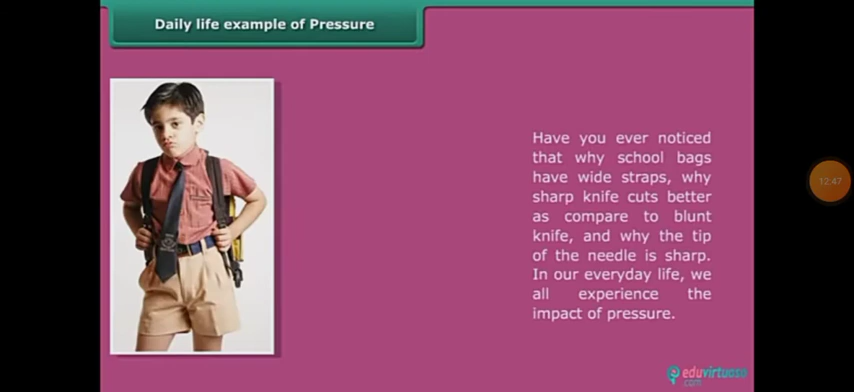 Daily life example of Pressure
Have you ever noticed
that why school bags
have wide straps, why
sharp knife cuts better
as compare to blunt
knife, and why the tip
of the needle is sharp.
In our everyday life, we
all experience the
impact of pressure.
12:47
eduvirtuoso
.com